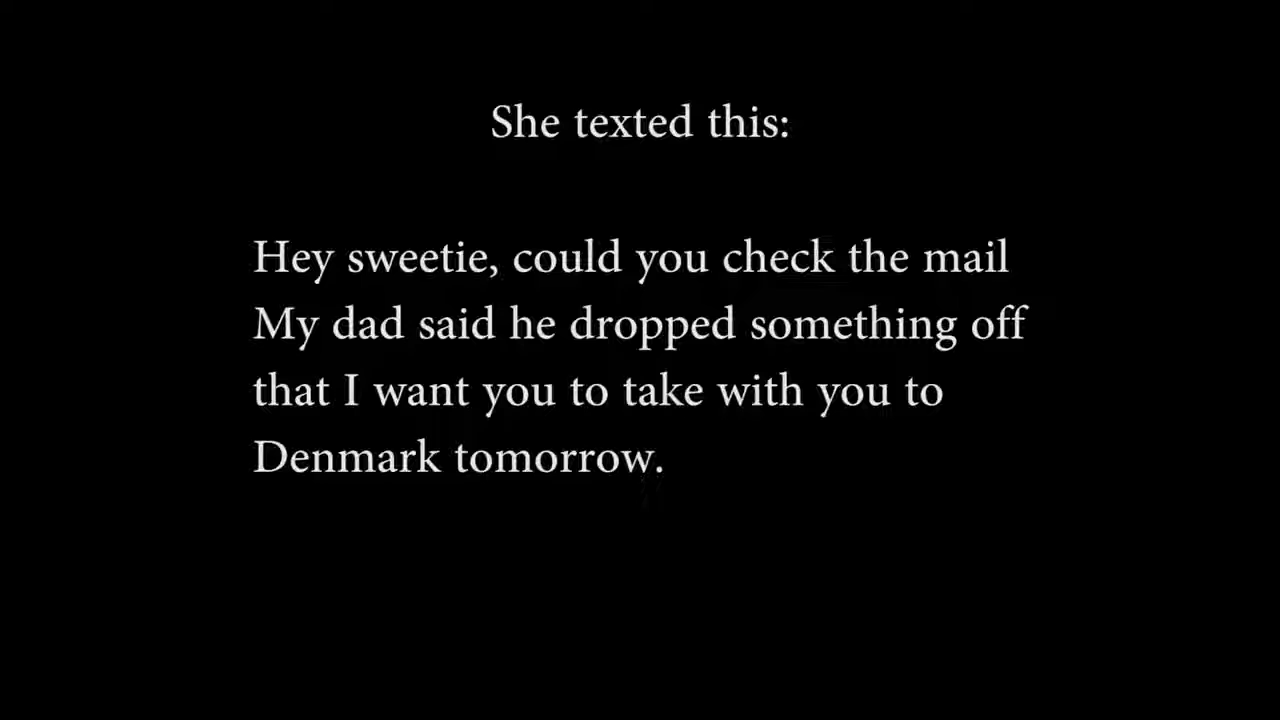 She texted this:
Hey sweetie, could you check the mail
My dad said he dropped something off
that I want you to take with you to
Denmark tomorrow.